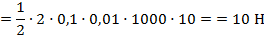 = 1/2 · 2 · 0,1 · 0,01 · 1000 · 10 = = 10 Н